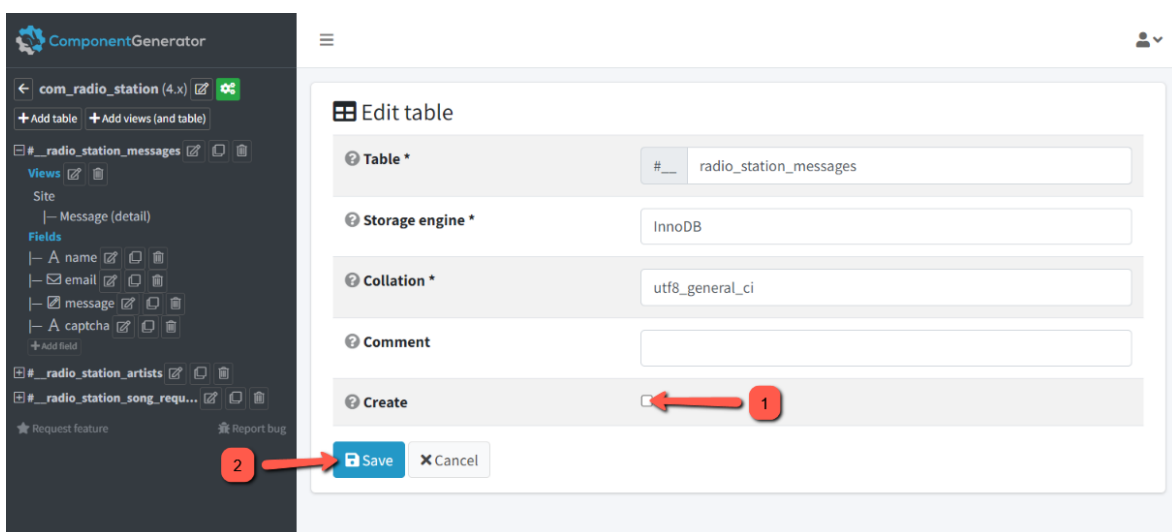 ComponentGenerator
com_radio_station (4.x)
Add table Add views (and table)
#__radio_station_messages
Views
Site
Message (detail)
Fields
name
email
message
captcha
Add field
#__radio_station_artists
#__radio_station_song_requ...
Request feature Report bug
Edit table
Table * #__ radio_station_messages
Storage engine * InnoDB
Collation * utf8_general_ci
Comment
Create 1
2 Save Cancel